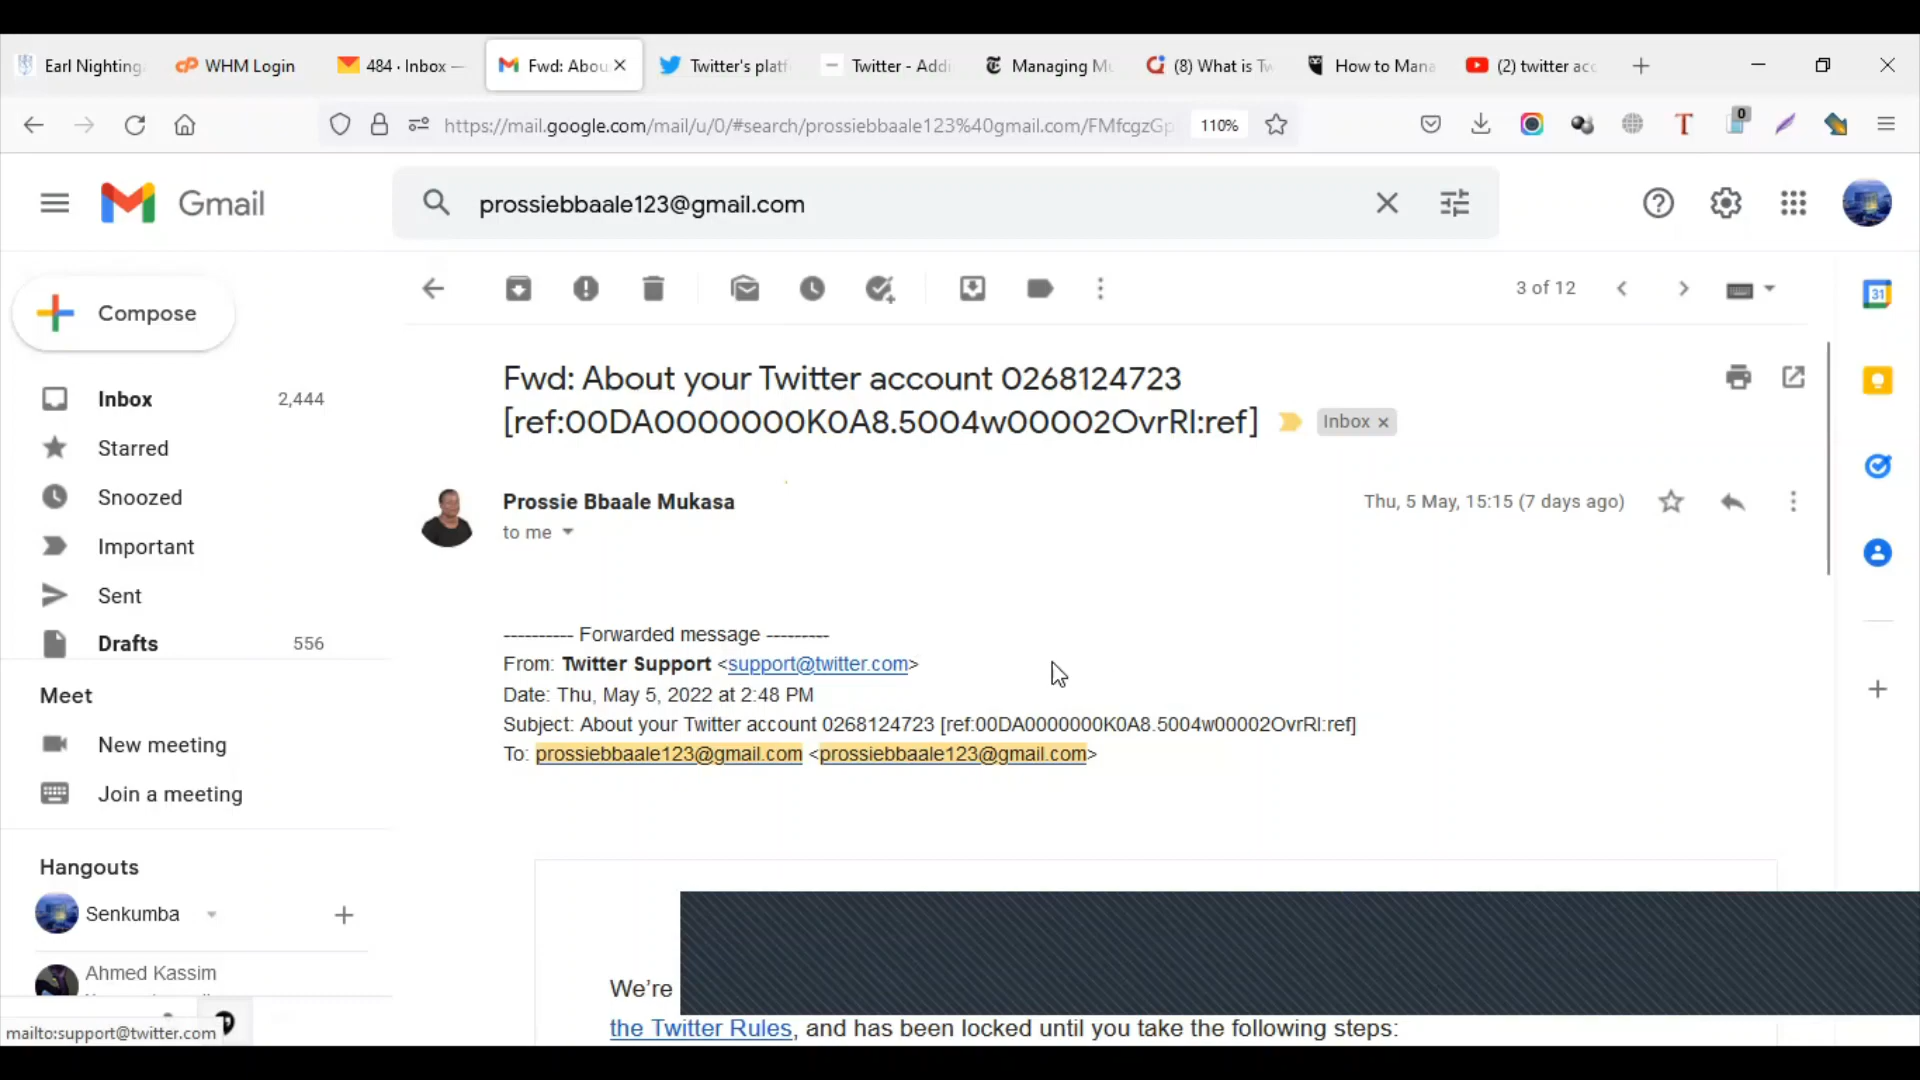 Earl Nighting
WHM Login
484 · Inbox —
Fwd: Abou
Twitter's platf
Twitter - Addi
Managing Mu
(8) What is Tw
How to Mana
(2) twitter acc
https://mail.google.com/mail/u/0/#search/prossiebbaale123%40gmail.com/FMfcgzGp
110%
0
Gmail
prossiebbaale123@gmail.com
Compose
3 of 12
31
Fwd: About your Twitter account 0268124723
[ref:00DA0000000K0A8.5004w00002OvrRl:ref]
Inbox ×
Inbox 2,444
Starred
Snoozed
Important
Sent
Drafts 556
Prossie Bbaale Mukasa
Thu, 5 May, 15:15 (7 days ago)
to me
---------- Forwarded message ---------
From: Twitter Support <support@twitter.com>
Date: Thu, May 5, 2022 at 2:48 PM
Subject: About your Twitter account 0268124723 [ref:00DA0000000K0A8.5004w00002OvrRl:ref]
To: prossiebbaale123@gmail.com <prossiebbaale123@gmail.com>
Meet
New meeting
Join a meeting
Hangouts
Senkumba
Ahmed Kassim
We're
the Twitter Rules, and has been locked until you take the following steps:
mailto:support@twitter.com